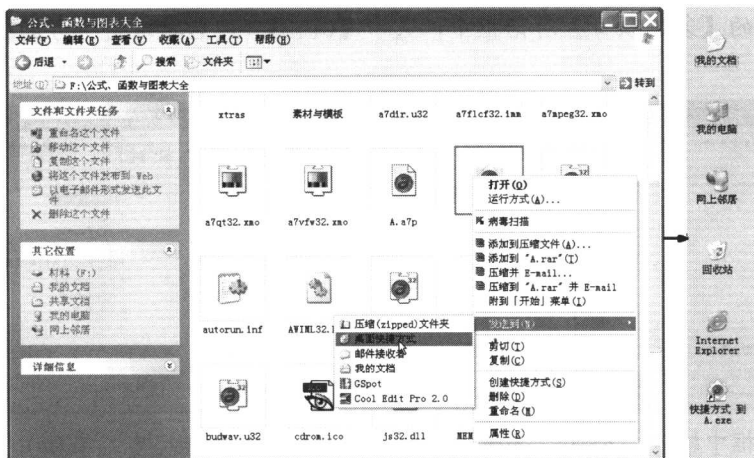 公式、函数与图表大全
文件(F) 编辑(E) 查看(V) 收藏(A) 工具(T) 帮助(H)
后退 搜索 文件夹
地址(D) F:\公式、函数与图表大全 转到
文件和文件夹任务
重命名这个文件
移动这个文件
复制这个文件
将这个文件发布到 Web
以电子邮件形式发送此文件
删除这个文件
其它位置
材料 (F:)
我的文档
共享文档
我的电脑
网上邻居
详细信息
xtras 素材与模板 a7dir.u32 a7flcf32.imm a7mpeg32.xmo
a7qt32.xmo a7vfw32.xmo A.a7p
autorun.inf
budwav.u32 cdrom.ico js32.dll
打开(O)
运行方式(A)...
病毒扫描
添加到压缩文件(A)...
添加到 "A.rar"(T)
压缩并 E-mail...
压缩到 "A.rar" 并 E-mail
附到「开始」菜单(I)
发送到(N)
剪切(T)
复制(C)
创建快捷方式(S)
删除(D)
重命名(M)
属性(R)
压缩(zipped)文件夹
桌面快捷方式
邮件接收者
我的文档
GSpot
Cool Edit Pro 2.0
我的文档
我的电脑
网上邻居
回收站
Internet
Explorer
快捷方式 到
A.exe